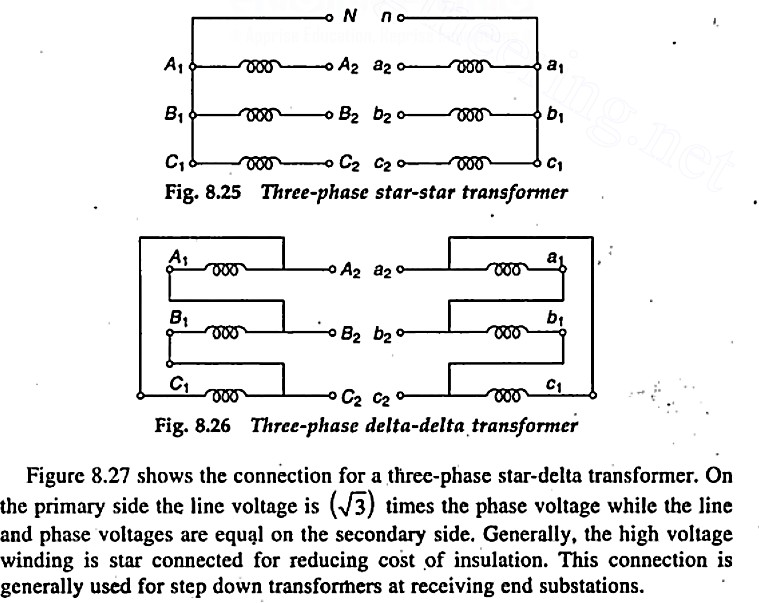 N n
A1 A2 a2 a1
B1 B2 b2 b1
C1 C2 c2 c1
Fig. 8.25 Three-phase star-star transformer
A1 A2 a2 a1
B1 B2 b2 b1
C1 C2 c2 c1
Fig. 8.26 Three-phase delta-delta transformer
Figure 8.27 shows the connection for a three-phase star-delta transformer. On
the primary side the line voltage is (√3) times the phase voltage while the line
and phase voltages are equal on the secondary side. Generally, the high voltage
winding is star connected for reducing cost of insulation. This connection is
generally used for step down transformers at receiving end substations.